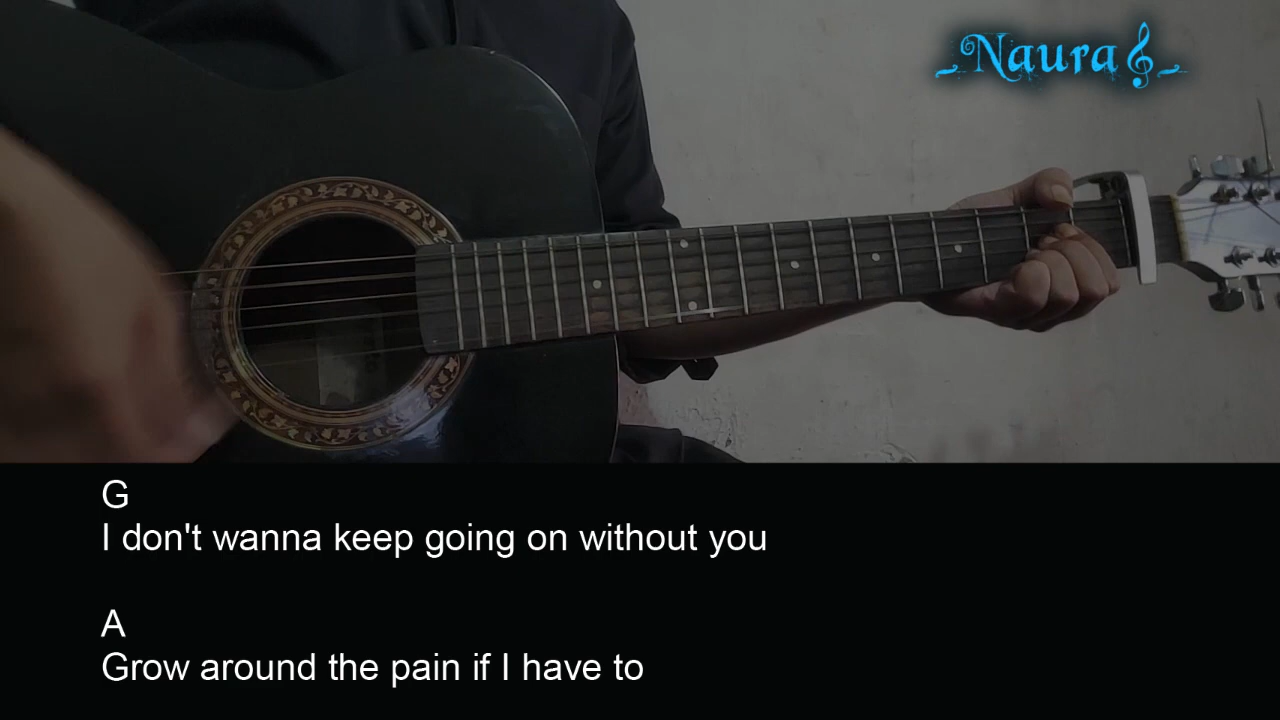 Naura
G
I don't wanna keep going on without you
A
Grow around the pain if I have to